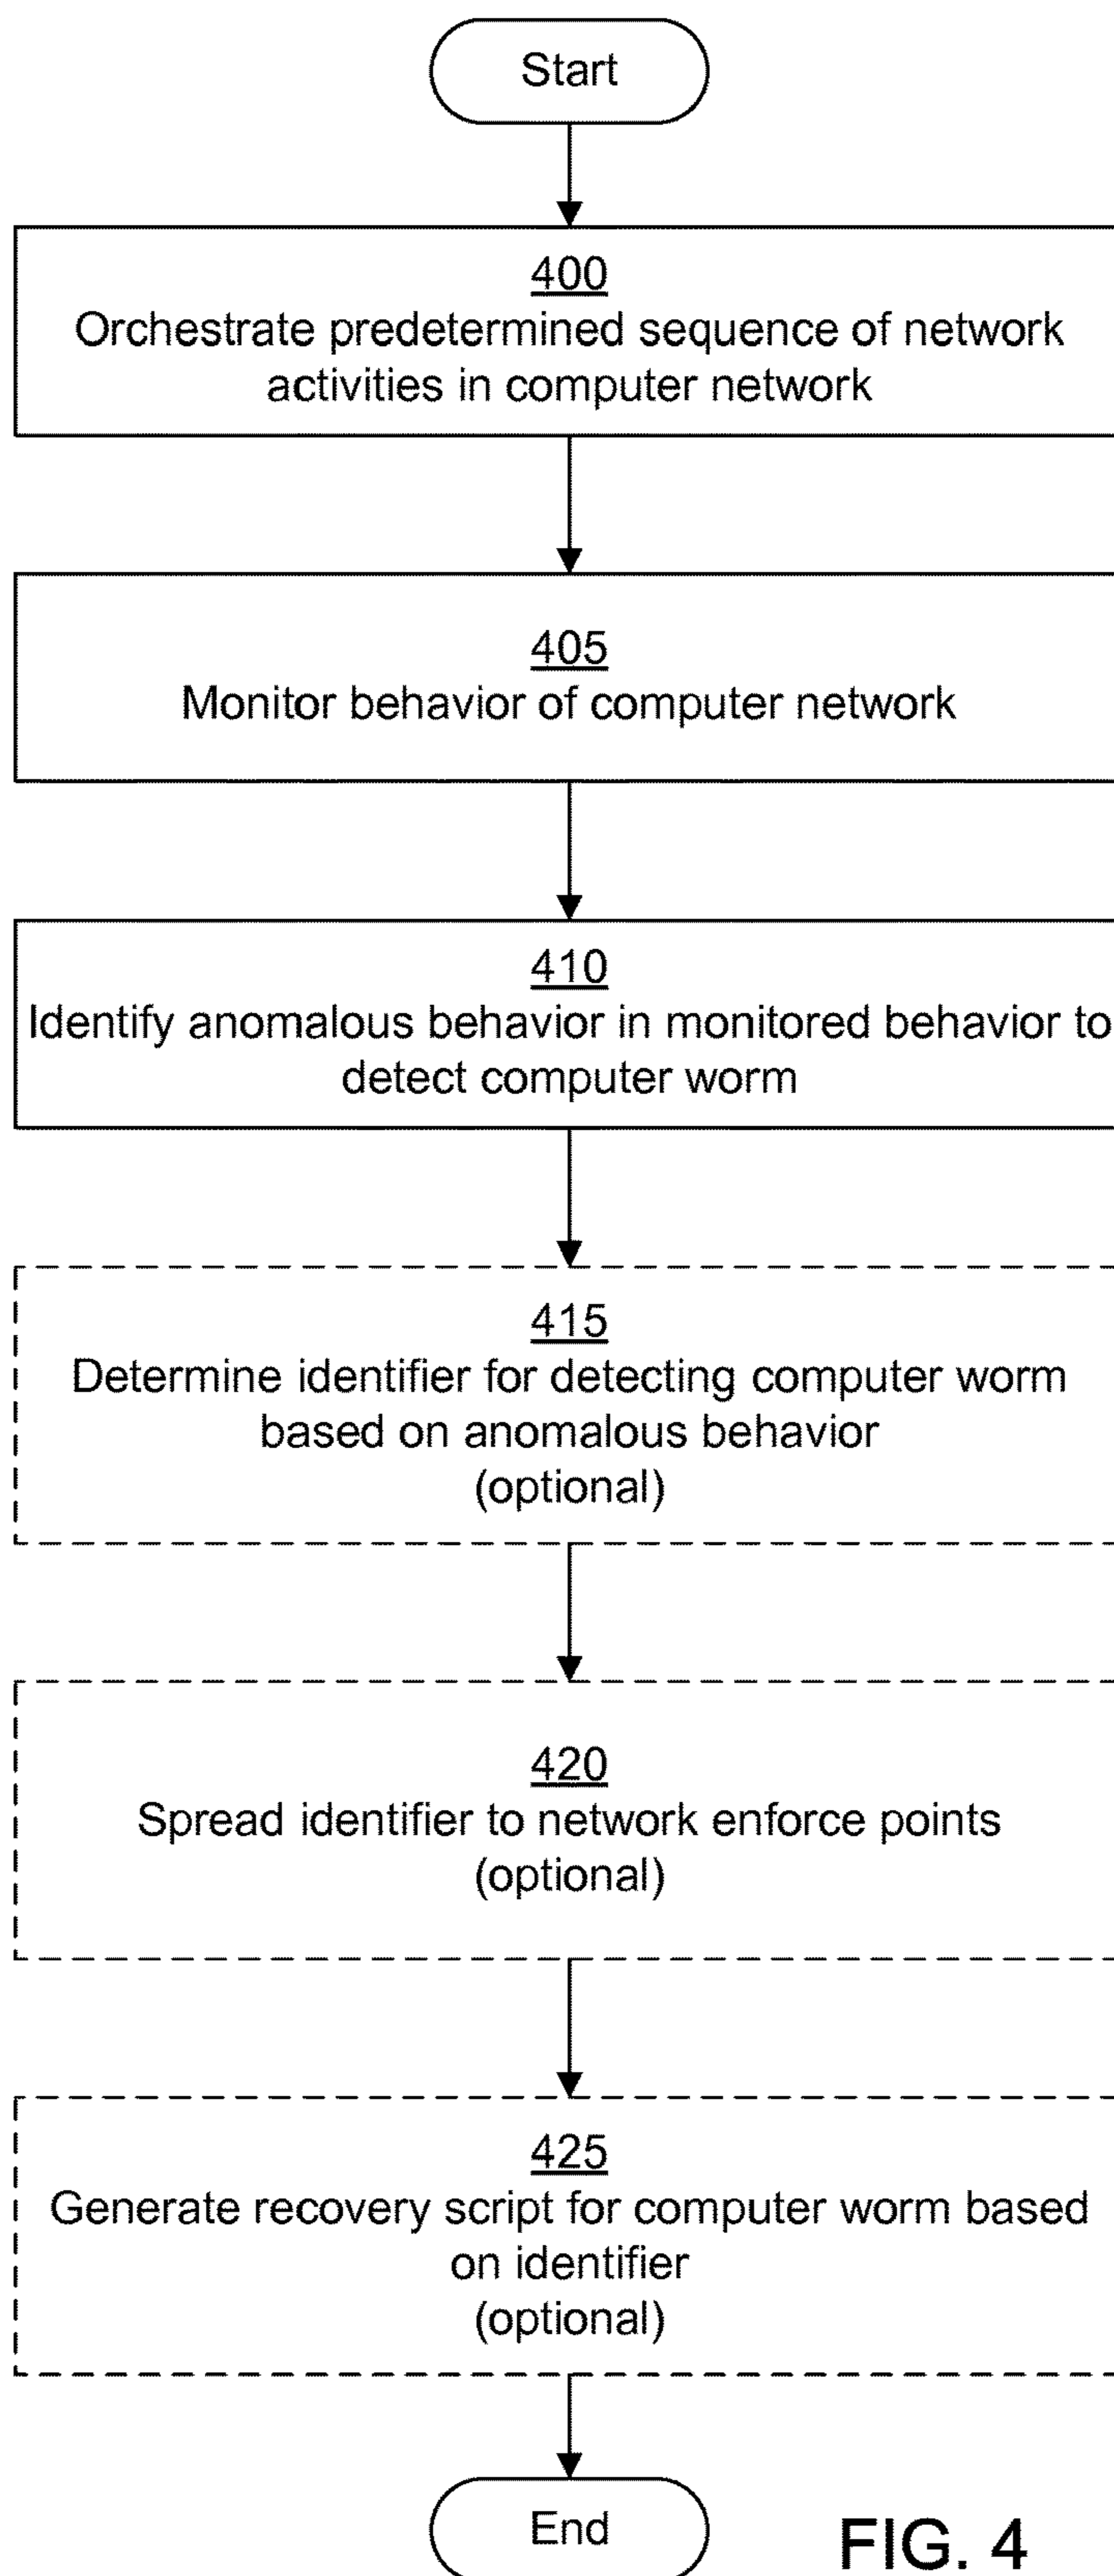 Start
400
Orchestrate predetermined sequence of network
activities in computer network
405
Monitor behavior of computer network
410
Identify anomalous behavior in monitored behavior to
detect computer worm
415
Determine identifier for detecting computer worm
based on anomalous behavior
(optional)
420
Spread identifier to network enforce points
(optional)
425
Generate recovery script for computer worm based
on identifier
(optional)
End
FIG. 4